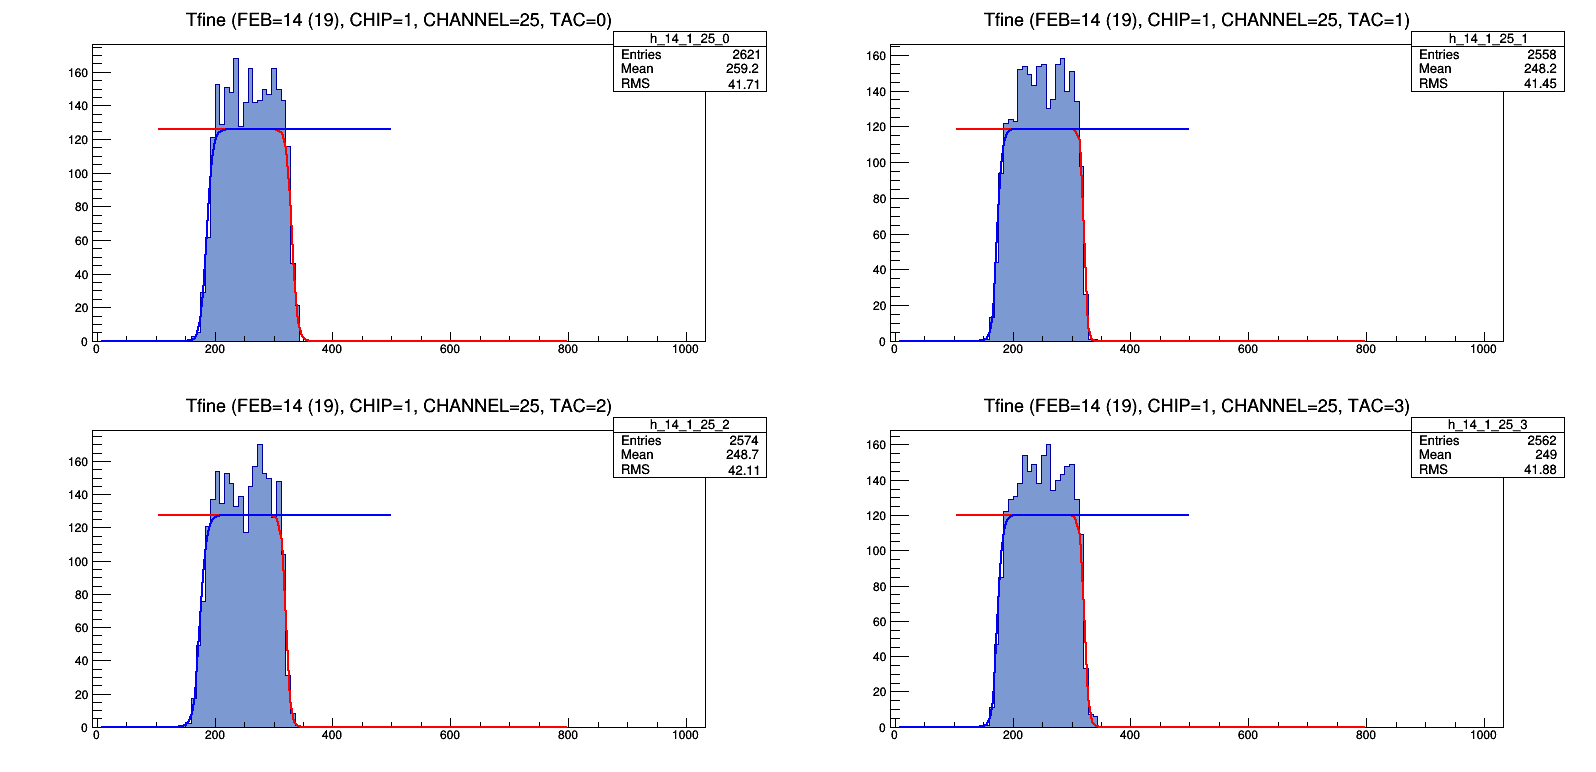 Tfine (FEB=14 (19), CHIP=1, CHANNEL=25, TAC=0)
h_14_1_25_0
Entries 2621
Mean 259.2
RMS 41.71
160
140
120
100
80
60
40
20
0
0 200 400 600 800 1000
Tfine (FEB=14 (19), CHIP=1, CHANNEL=25, TAC=1)
h_14_1_25_1
Entries 2558
Mean 248.2
RMS 41.45
160
140
120
100
80
60
40
20
0
0 200 400 600 800 1000
Tfine (FEB=14 (19), CHIP=1, CHANNEL=25, TAC=2)
h_14_1_25_2
Entries 2574
Mean 248.7
RMS 42.11
160
140
120
100
80
60
40
20
0
0 200 400 600 800 1000
Tfine (FEB=14 (19), CHIP=1, CHANNEL=25, TAC=3)
h_14_1_25_3
Entries 2562
Mean 249
RMS 41.88
160
140
120
100
80
60
40
20
0
0 200 400 600 800 1000